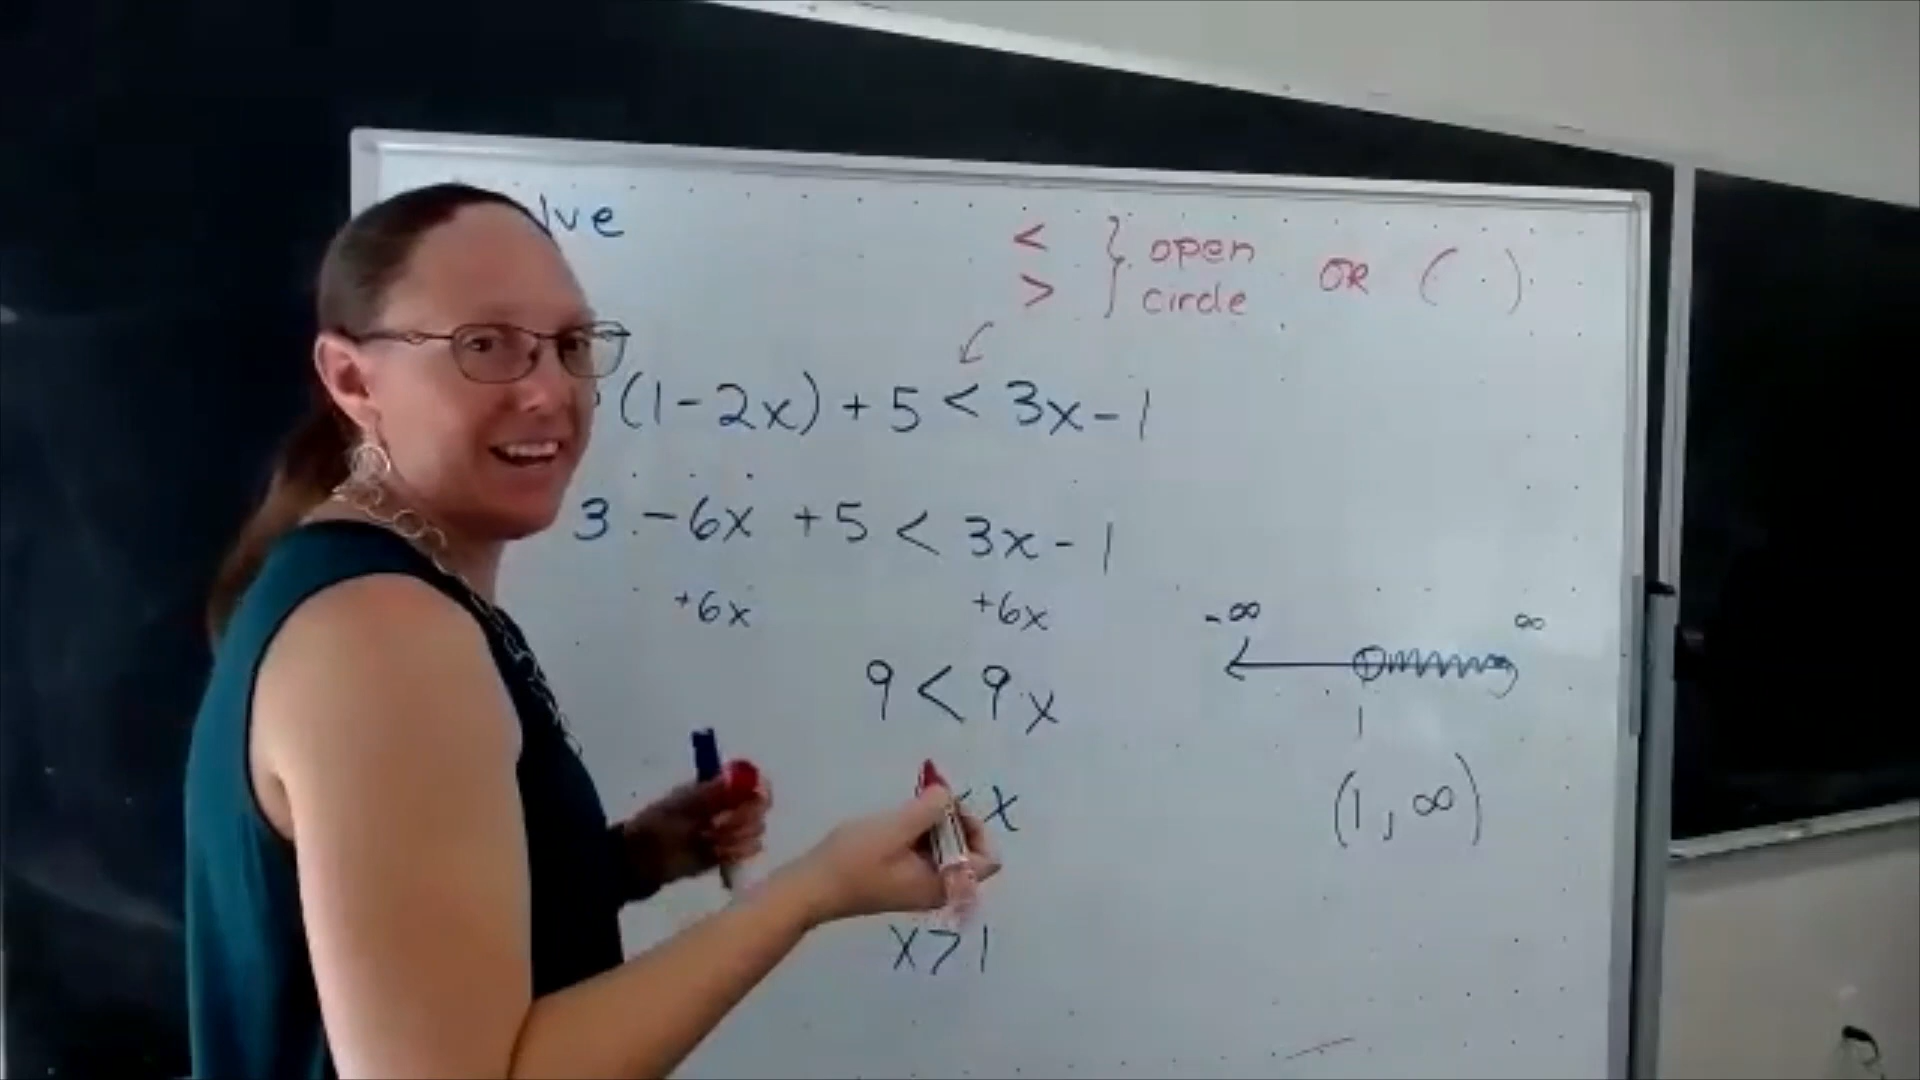 < } open OR ( )
> } circle
(1-2x) + 5 < 3x - 1
3 - 6x + 5 < 3x - 1
+6x +6x
-∞ ∞
9 < 9x
1
< x
(1, ∞)
x > 1